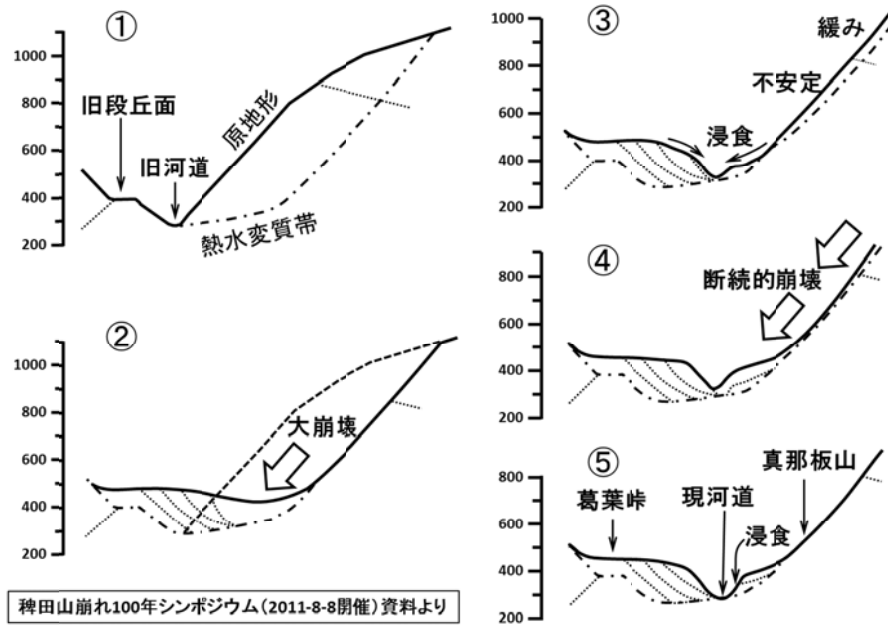 ①
1000
800
600
400
200
旧段丘面
旧河道
原地形
熱水変質帯
②
1000
800
600
400
200
大崩壊
稗田山崩れ100年シンポジウム(2011-8-8開催)資料より
③
1000
800
600
400
200
緩み
不安定
浸食
④
800
600
400
200
断続的崩壊
⑤
800
600
400
200
真那板山
葛葉峠
現河道
浸食